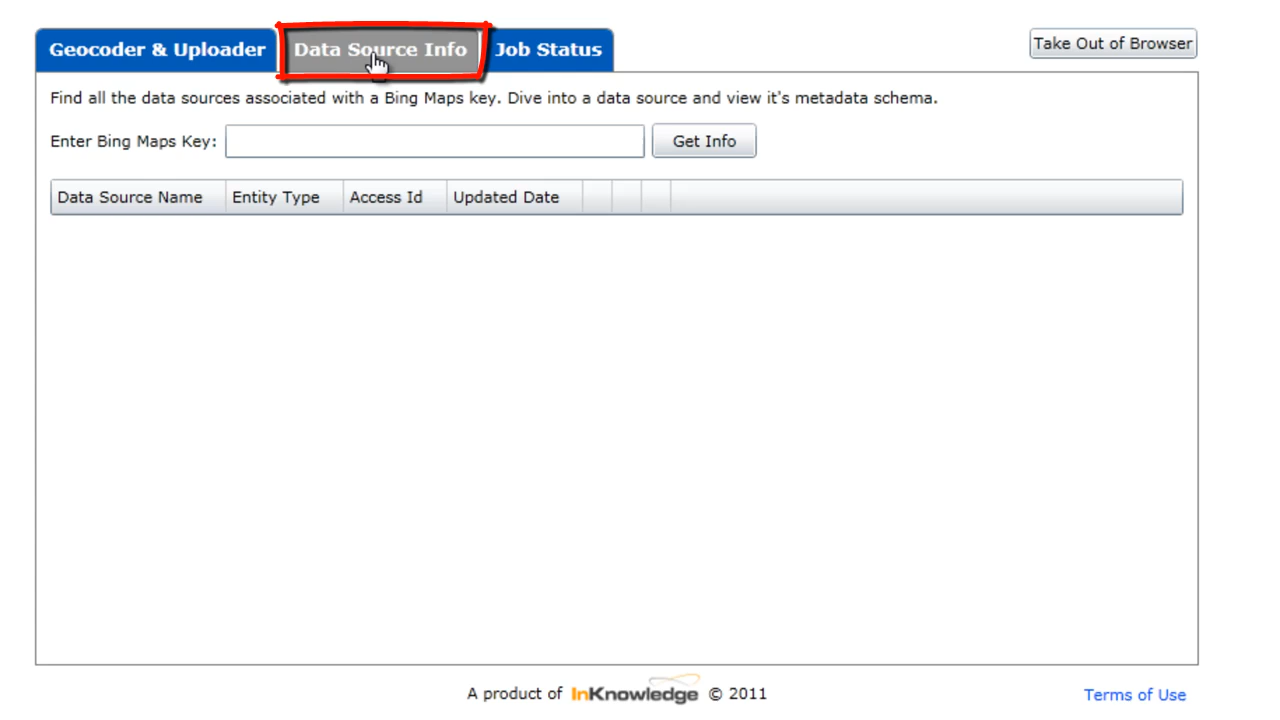 Geocoder & Uploader Data Source Info Job Status Take Out of Browser
Find all the data sources associated with a Bing Maps key. Dive into a data source and view it's metadata schema.
Enter Bing Maps Key: Get Info
Data Source Name Entity Type Access Id Updated Date
A product of InKnowledge © 2011 Terms of Use